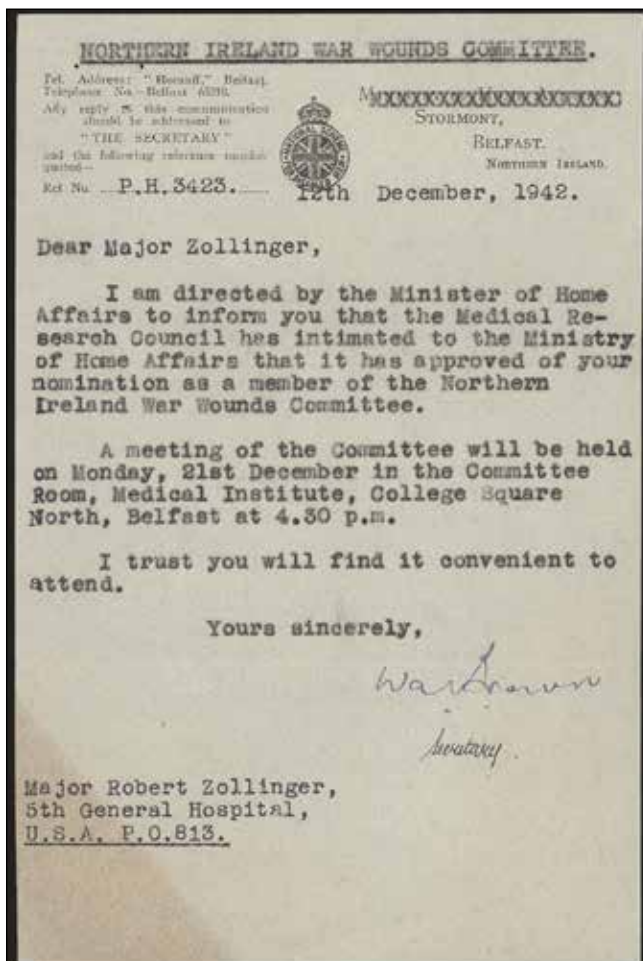 NORTHERN IRELAND WAR WOUNDS COMMITTEE.
Tel. Address: " Belfast.
Telephone No. Belfast
Any reply to this communication
should be addressed to
"THE SECRETARY"
and the following reference number
quoted—
Ref No. P.H.3423.
NATIONAL
STORMONT,
BELFAST.
NORTHERN IRELAND.
12th December, 1942.
Dear Major Zollinger,
I am directed by the Minister of Home
Affairs to inform you that the Medical Re-
search Council has intimated to the Ministry
of Home Affairs that it has approved of your
nomination as a member of the Northern
Ireland War Wounds Committee.
A meeting of the Committee will be held
on Monday, 21st December in the Committee
Room, Medical Institute, College Square
North, Belfast at 4.30 p.m.
I trust you will find it convenient to
attend.
Yours sincerely,
Secretary.
Major Robert Zollinger,
5th General Hospital,
U.S.A. P.O.813.